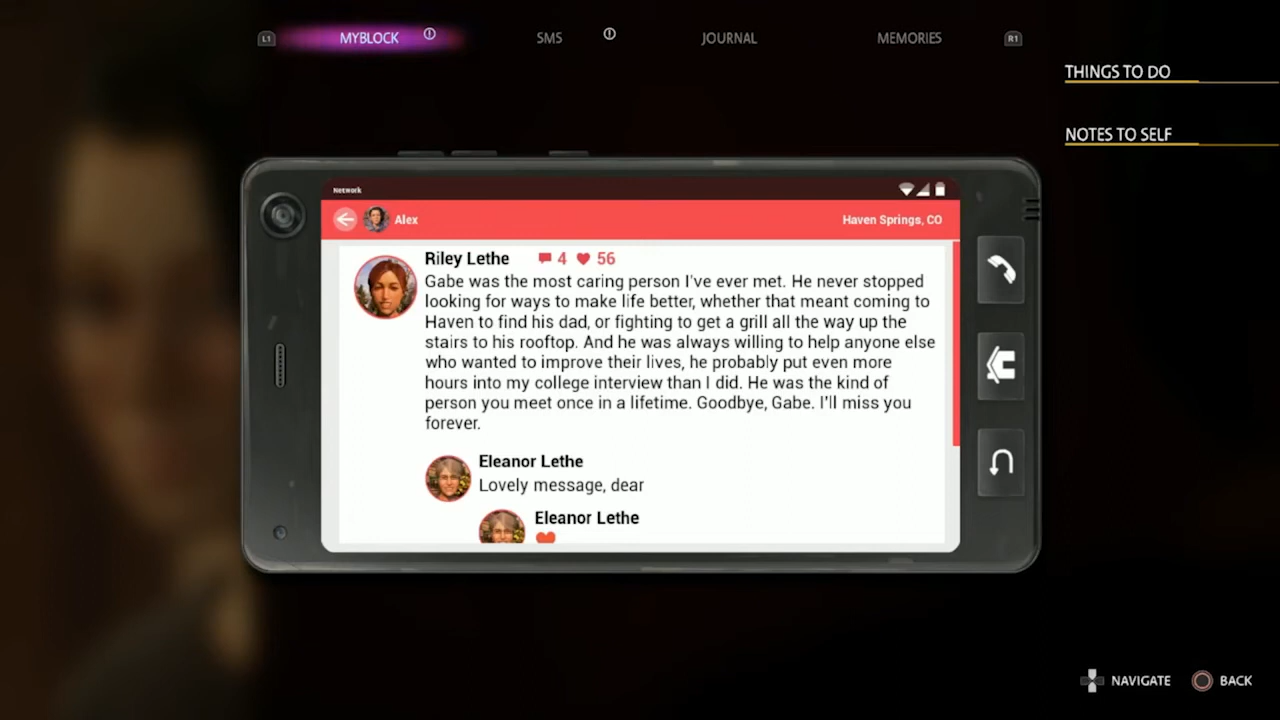 L1
MYBLOCK
SMS
JOURNAL
MEMORIES
R1
THINGS TO DO
NOTES TO SELF
Network
Alex
Haven Springs, CO
Riley Lethe 4 56
Gabe was the most caring person I've ever met. He never stopped
looking for ways to make life better, whether that meant coming to
Haven to find his dad, or fighting to get a grill all the way up the
stairs to his rooftop. And he was always willing to help anyone else
who wanted to improve their lives, he probably put even more
hours into my college interview than I did. He was the kind of
person you meet once in a lifetime. Goodbye, Gabe. I'll miss you
forever.
Eleanor Lethe
Lovely message, dear
Eleanor Lethe
NAVIGATE
BACK